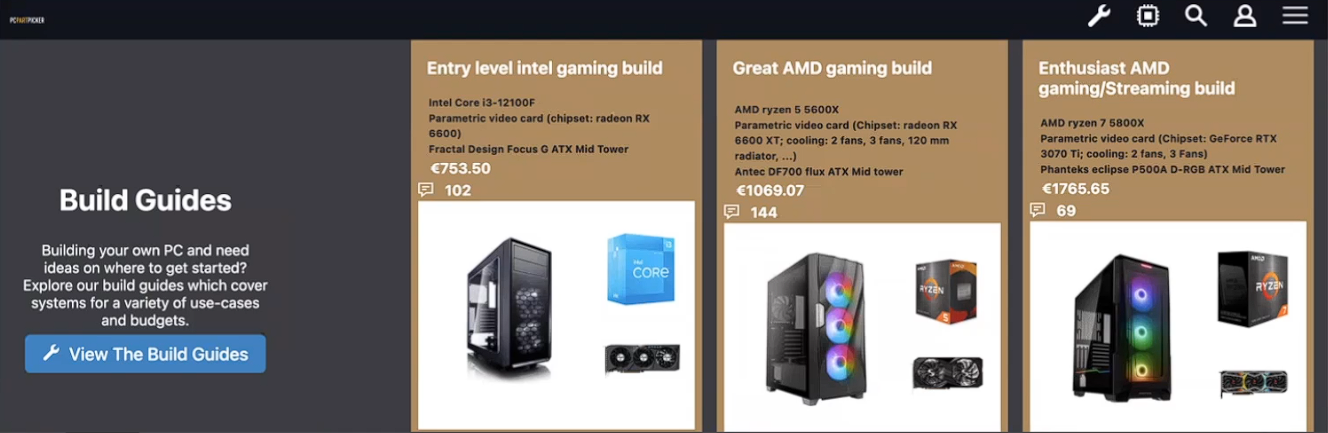 PCPARTPICKER
Build Guides
Building your own PC and need
ideas on where to get started?
Explore our build guides which cover
systems for a variety of use-cases
and budgets.
View The Build Guides
Entry level intel gaming build
Intel Core i3-12100F
Parametric video card (chipset: radeon RX
6600)
Fractal Design Focus G ATX Mid Tower
€753.50
102
intel
CORE
i3
Great AMD gaming build
AMD ryzen 5 5600X
Parametric video card (Chipset: radeon RX
6600 XT; cooling: 2 fans, 3 fans, 120 mm
radiator, ...)
Antec DF700 flux ATX Mid tower
€1069.07
144
AMD
RYZEN
5
Enthusiast AMD
gaming/Streaming build
AMD ryzen 7 5800X
Parametric video card (Chipset: GeForce RTX
3070 Ti; cooling: 2 fans, 3 Fans)
Phanteks eclipse P500A D-RGB ATX Mid Tower
€1765.65
69
AMD
RYZEN
7